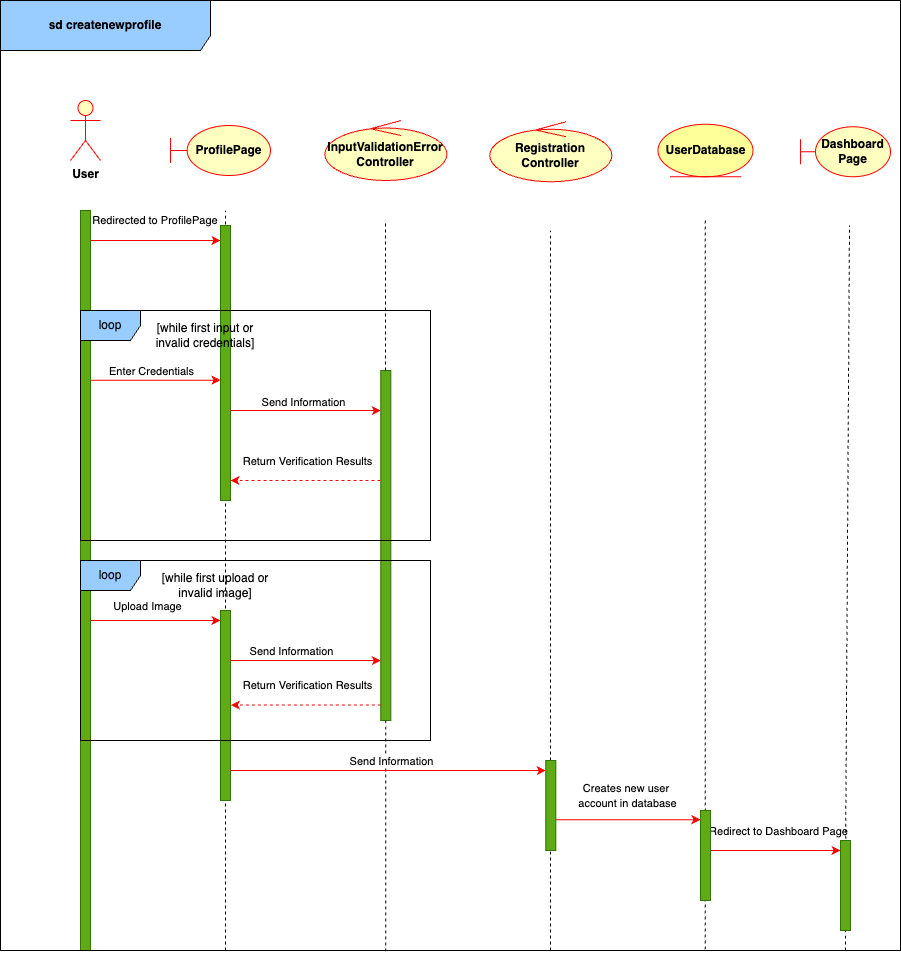 sd createnewprofile
User
ProfilePage
InputValidationError
Controller
Registration
Controller
UserDatabase
Dashboard
Page
Redirected to ProfilePage
loop
[while first input or
invalid credentials]
Enter Credentials
Send Information
Return Verification Results
loop
[while first upload or
invalid image]
Upload Image
Send Information
Return Verification Results
Send Information
Creates new user
account in database
Redirect to Dashboard Page